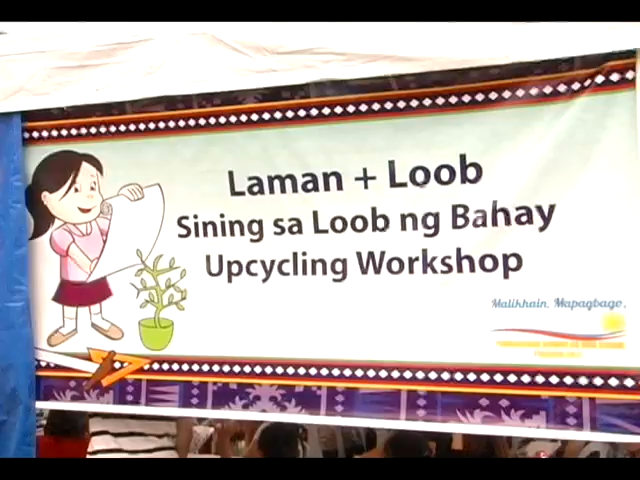 Laman + Loob
Sining sa Loob ng Bahay
Upcycling Workshop
Malikhain, Mapagbago,